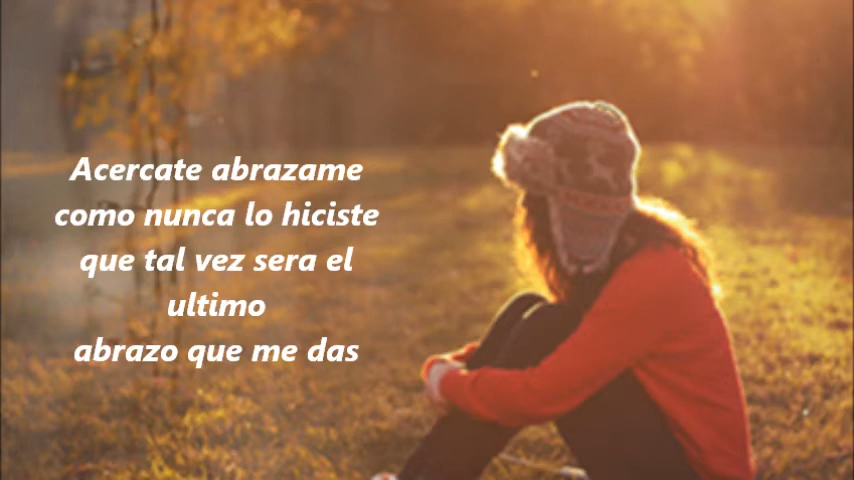 Acercate abrazame
como nunca lo hiciste
que tal vez sera el
ultimo
abrazo que me das